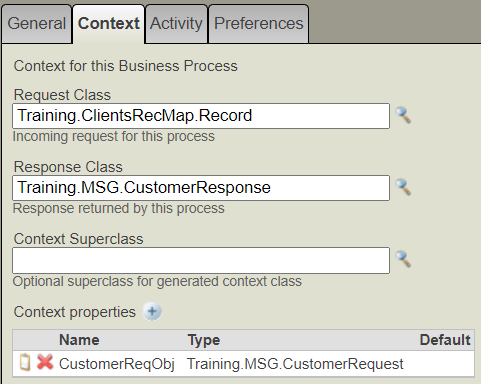 General Context Activity Preferences
Context for this Business Process
Request Class
Training.ClientsRecMap.Record
Incoming request for this process
Response Class
Training.MSG.CustomerResponse
Response returned by this process
Context Superclass
Optional superclass for generated context class
Context properties
Name Type Default
CustomerReqObj Training.MSG.CustomerRequest